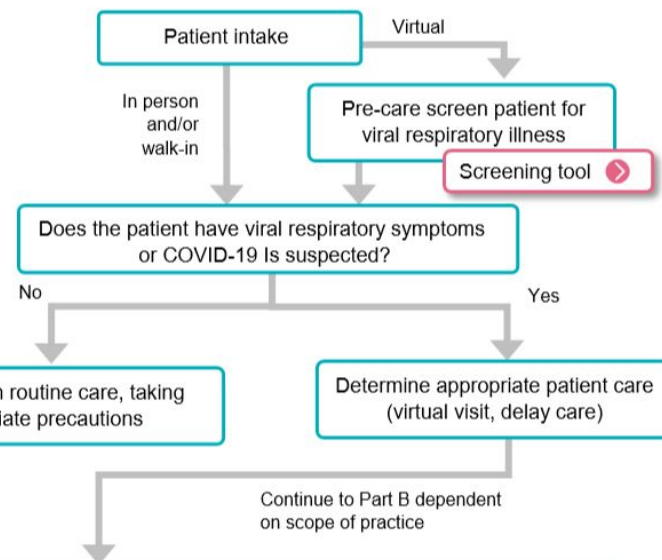 Patient intake
Virtual
In person
and/or
walk-in
Pre-care screen patient for
viral respiratory illness
Screening tool
Does the patient have viral respiratory symptoms
or COVID-19 Is suspected?
No
Yes
routine care, taking
precautions
Determine appropriate patient care
(virtual visit, delay care)
Continue to Part B dependent
on scope of practice